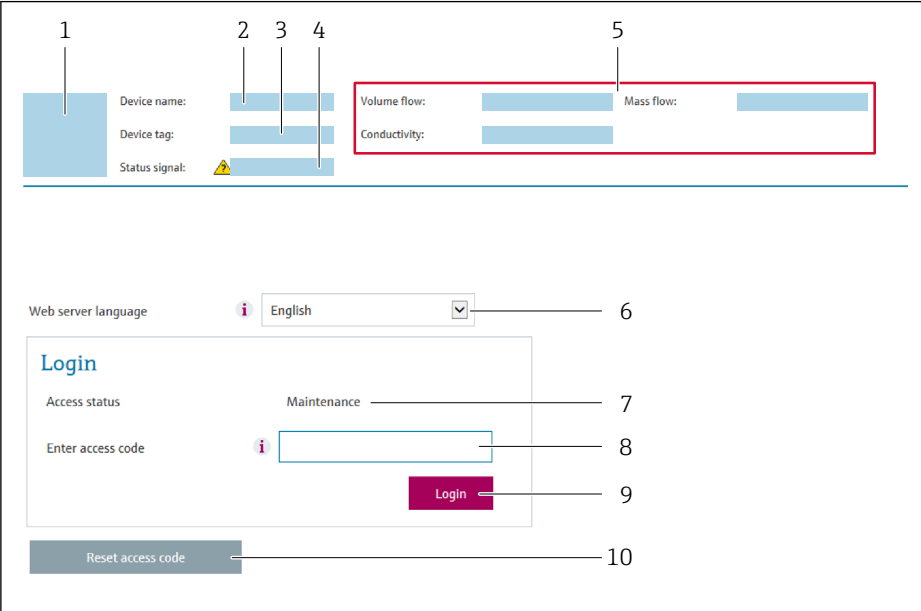 1 2 3 4 5
Device name: Volume flow: Mass flow:
Device tag: Conductivity:
Status signal: ?
Web server language i English 6
Login
Access status Maintenance 7
Enter access code i 8
Login 9
Reset access code 10